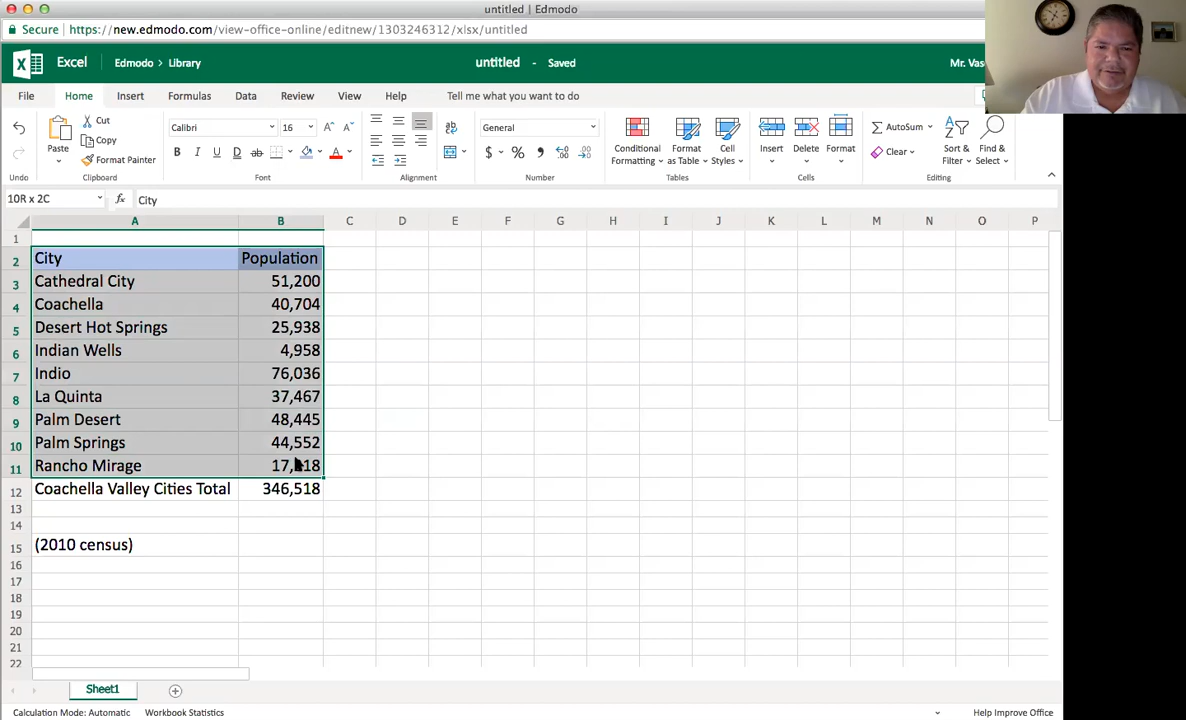 untitled | Edmodo
Secure https://new.edmodo.com/view-office-online/editnew/1303246312/xlsx/untitled
Excel Edmodo > Library untitled - Saved Mr.
File Home Insert Formulas Data Review View Help Tell me what you want to do
Cut
Copy
Paste Format Painter
Calibri 16
B I U D ab A
General
$ % ,
Conditional Formatting
Format as Table
Cell Styles
Insert Delete Format
AutoSum
Clear
Sort & Filter
Find & Select
Undo Clipboard Font Alignment Number Tables Cells Editing
10R x 2C fx City
A B C D E F G H I J K L M N O P
1
2 City Population
3 Cathedral City 51,200
4 Coachella 40,704
5 Desert Hot Springs 25,938
6 Indian Wells 4,958
7 Indio 76,036
8 La Quinta 37,467
9 Palm Desert 48,445
10 Palm Springs 44,552
11 Rancho Mirage
12 Coachella Valley Cities Total 346,518
13
14
15 (2010 census)
16
17
18
19
20
21
22
Sheet1
Calculation Mode: Automatic Workbook Statistics Help Improve Office